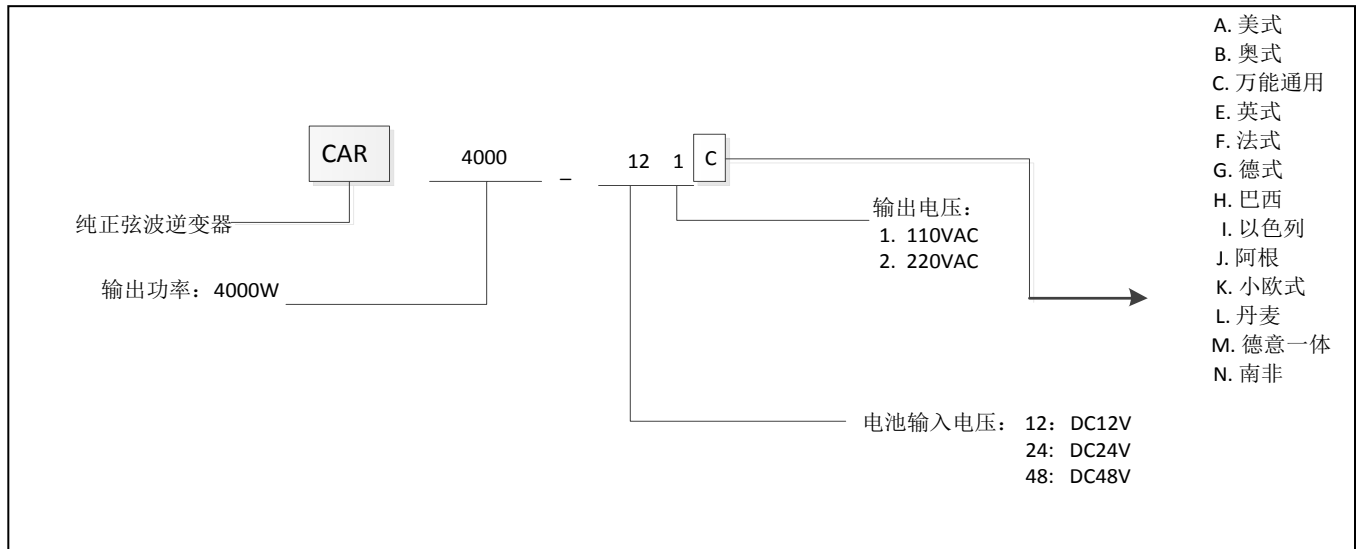 CAR 4000 – 12 1 C
纯正弦波逆变器
输出功率：4000W
输出电压：
1. 110VAC
2. 220VAC
电池输入电压： 12： DC12V
24: DC24V
48: DC48V
A. 美式
B. 奥式
C. 万能通用
E. 英式
F. 法式
G. 德式
H. 巴西
I. 以色列
J. 阿根
K. 小欧式
L. 丹麦
M. 德意一体
N. 南非